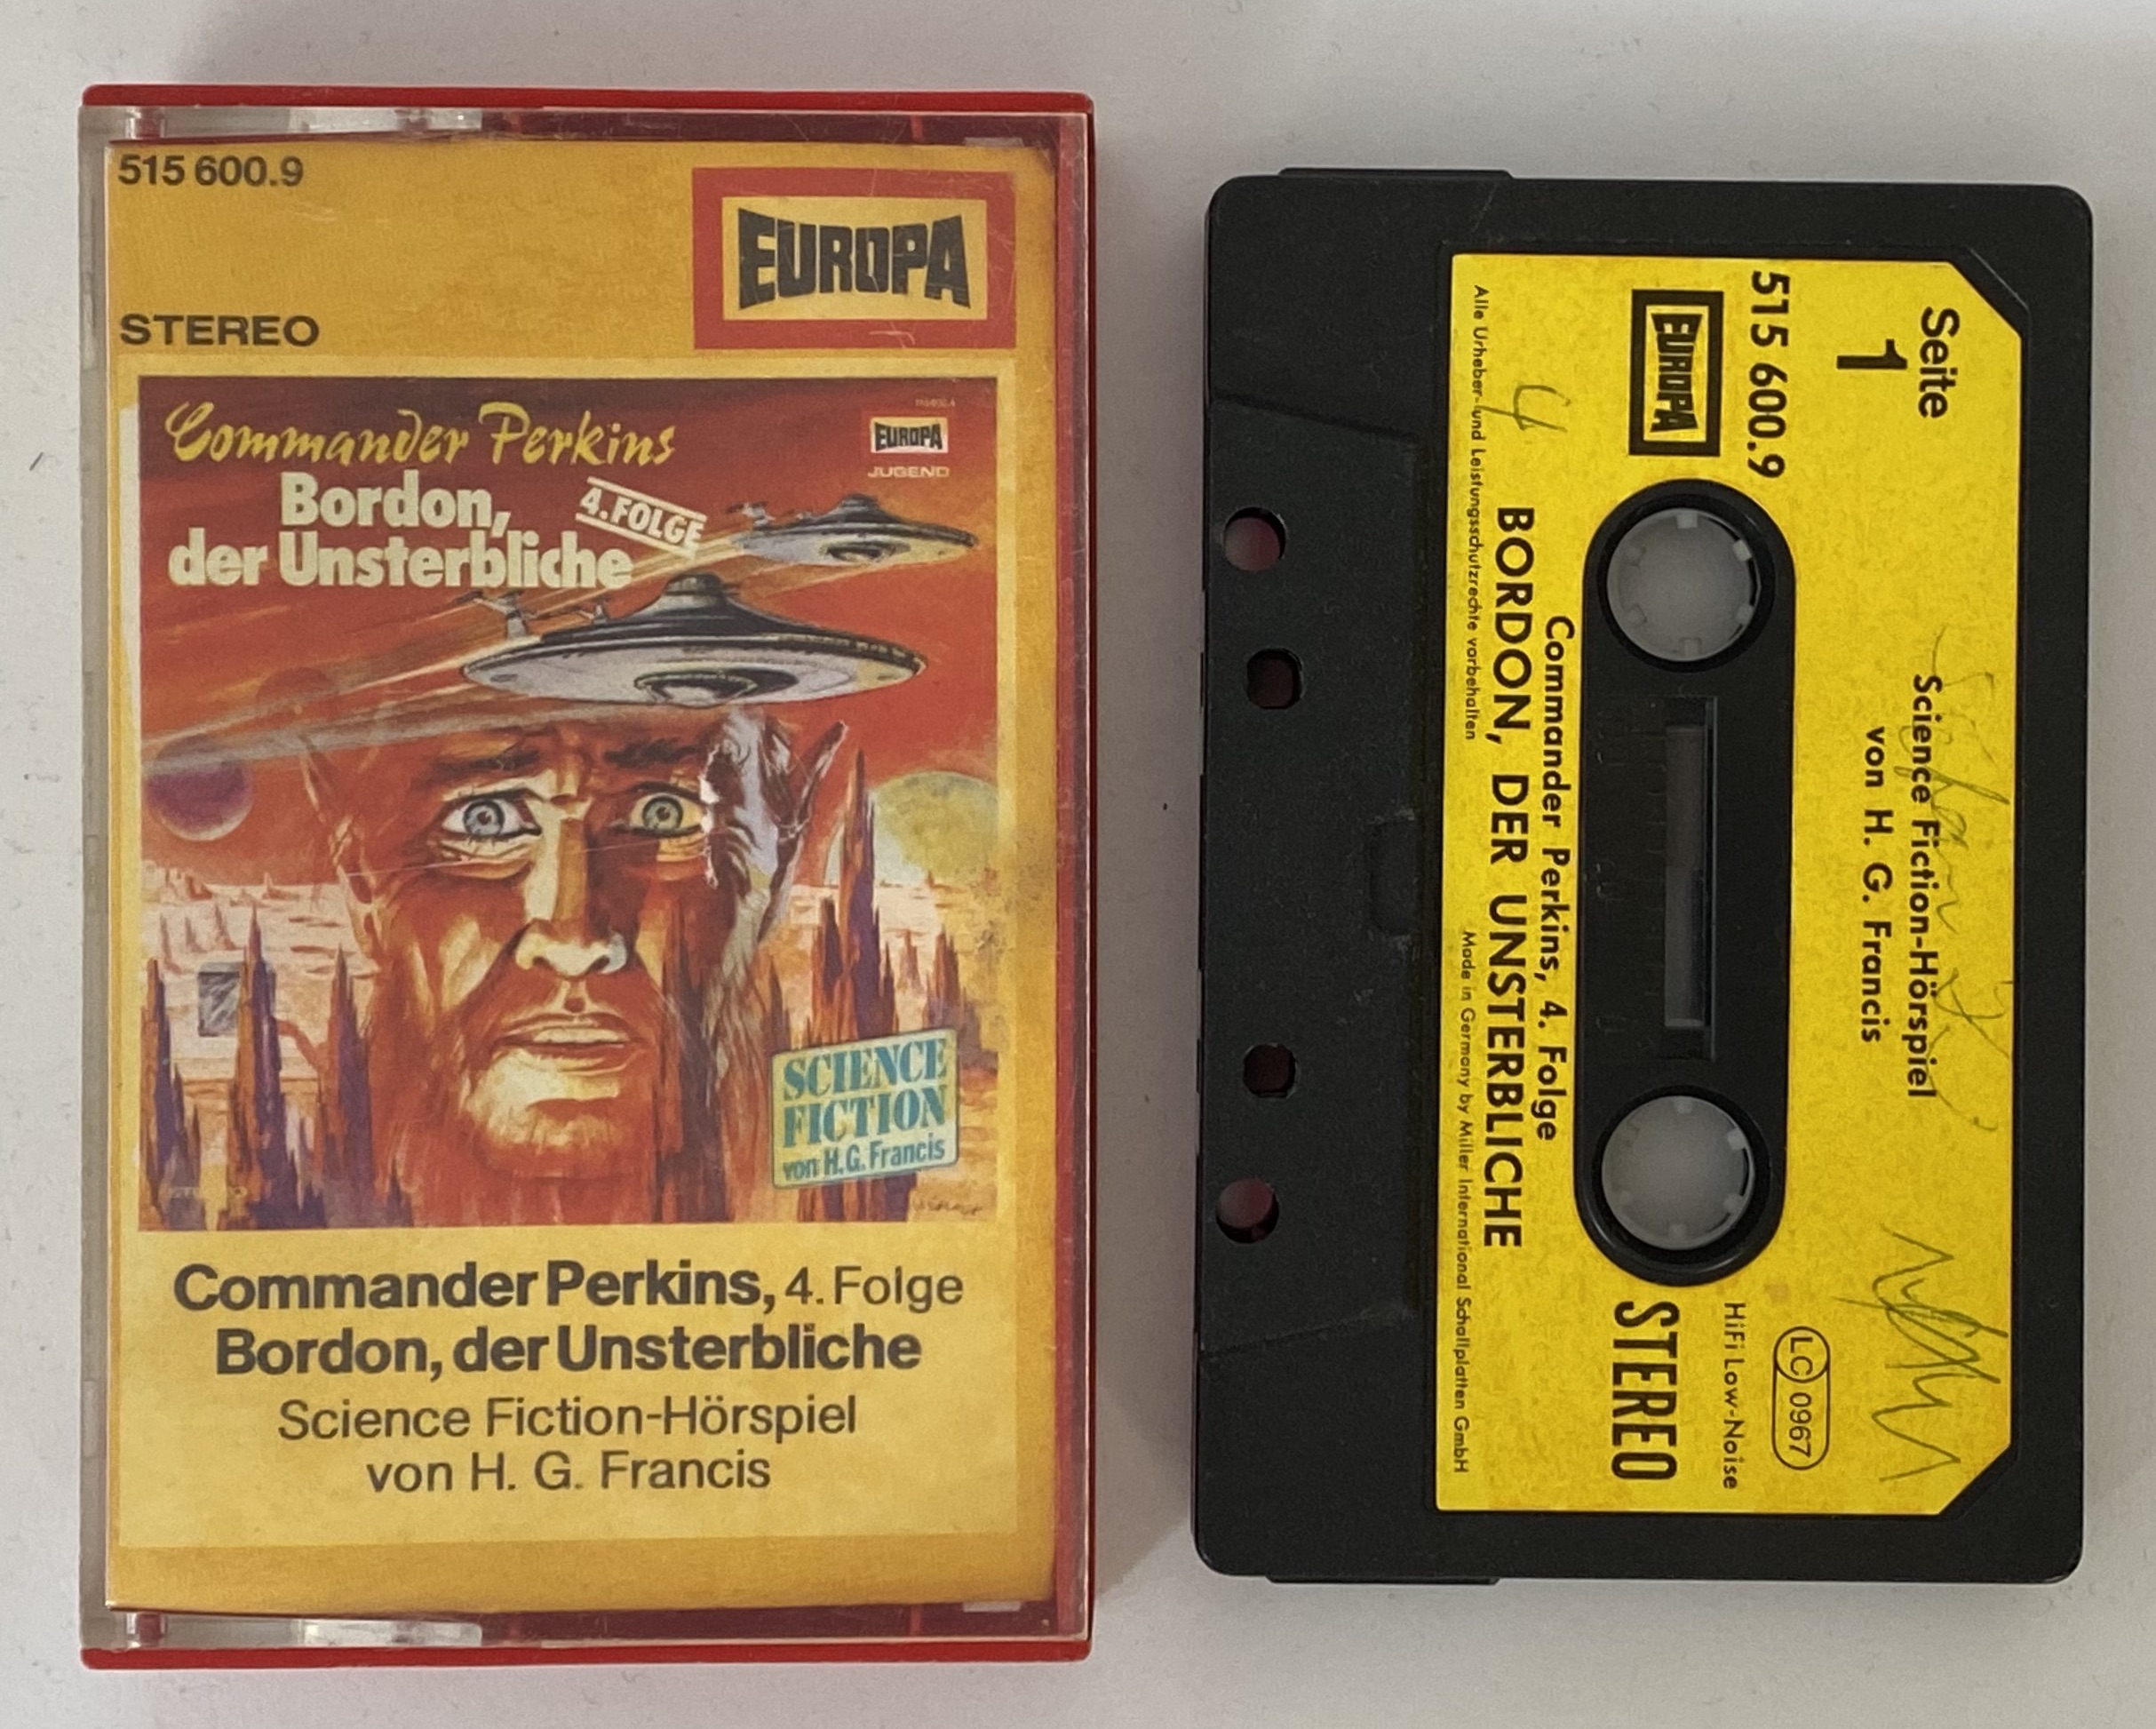 515 600.9
EUROPA
STEREO
Commander Perkins
EUROPA
JUGEND
Bordon,
der Unsterbliche
4. FOLGE
SCIENCE
FICTION
von H. G. Francis
Commander Perkins, 4. Folge
Bordon, der Unsterbliche
Science Fiction-Hörspiel
von H. G. Francis
Seite
1
Science Fiction-Hörspiel
von H. G. Francis
515 600.9
EUROPA
LC 0967
HiFi Low-Noise
STEREO
Commander Perkins, 4. Folge
BORDON, DER UNSTERBLICHE
4
Alle Urheber- und Leistungsschutzrechte vorbehalten
Made in Germany by Miller International Schallplatten GmbH